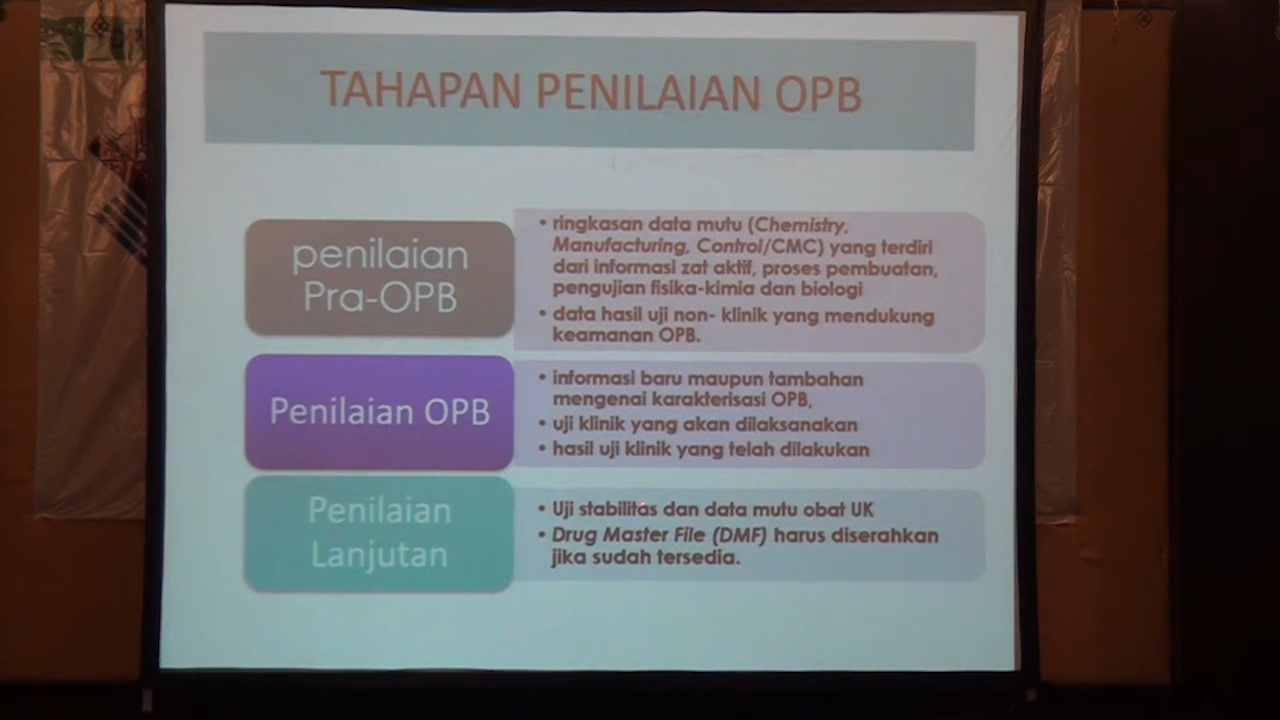 TAHAPAN PENILAIAN OPB
penilaian
Pra-OPB
• ringkasan data mutu (Chemistry,
Manufacturing, Control/CMC) yang terdiri
dari informasi zat aktif, proses pembuatan,
pengujian fisika-kimia dan biologi
• data hasil uji non- klinik yang mendukung
keamanan OPB.
Penilaian OPB
• informasi baru maupun tambahan
mengenai karakterisasi OPB,
• uji klinik yang akan dilaksanakan
• hasil uji klinik yang telah dilakukan
Penilaian
Lanjutan
• Uji stabilitas dan data mutu obat UK
• Drug Master File (DMF) harus diserahkan
jika sudah tersedia.